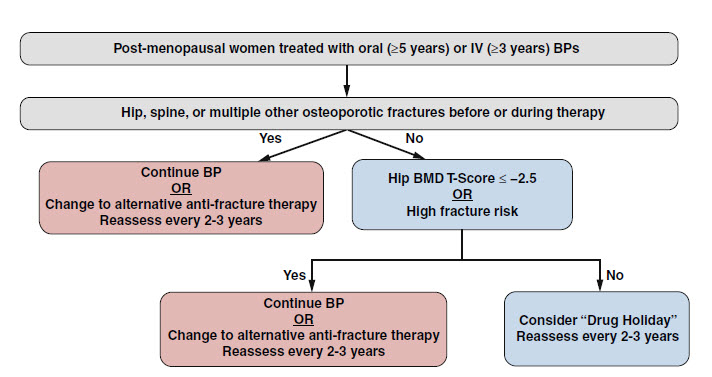 Post-menopausal women treated with oral (≥5 years) or IV (≥3 years) BPs
Hip, spine, or multiple other osteoporotic fractures before or during therapy
Yes
No
Continue BP
OR
Change to alternative anti-fracture therapy
Reassess every 2-3 years
Hip BMD T-Score ≤ –2.5
OR
High fracture risk
Yes
No
Continue BP
OR
Change to alternative anti-fracture therapy
Reassess every 2-3 years
Consider “Drug Holiday”
Reassess every 2-3 years